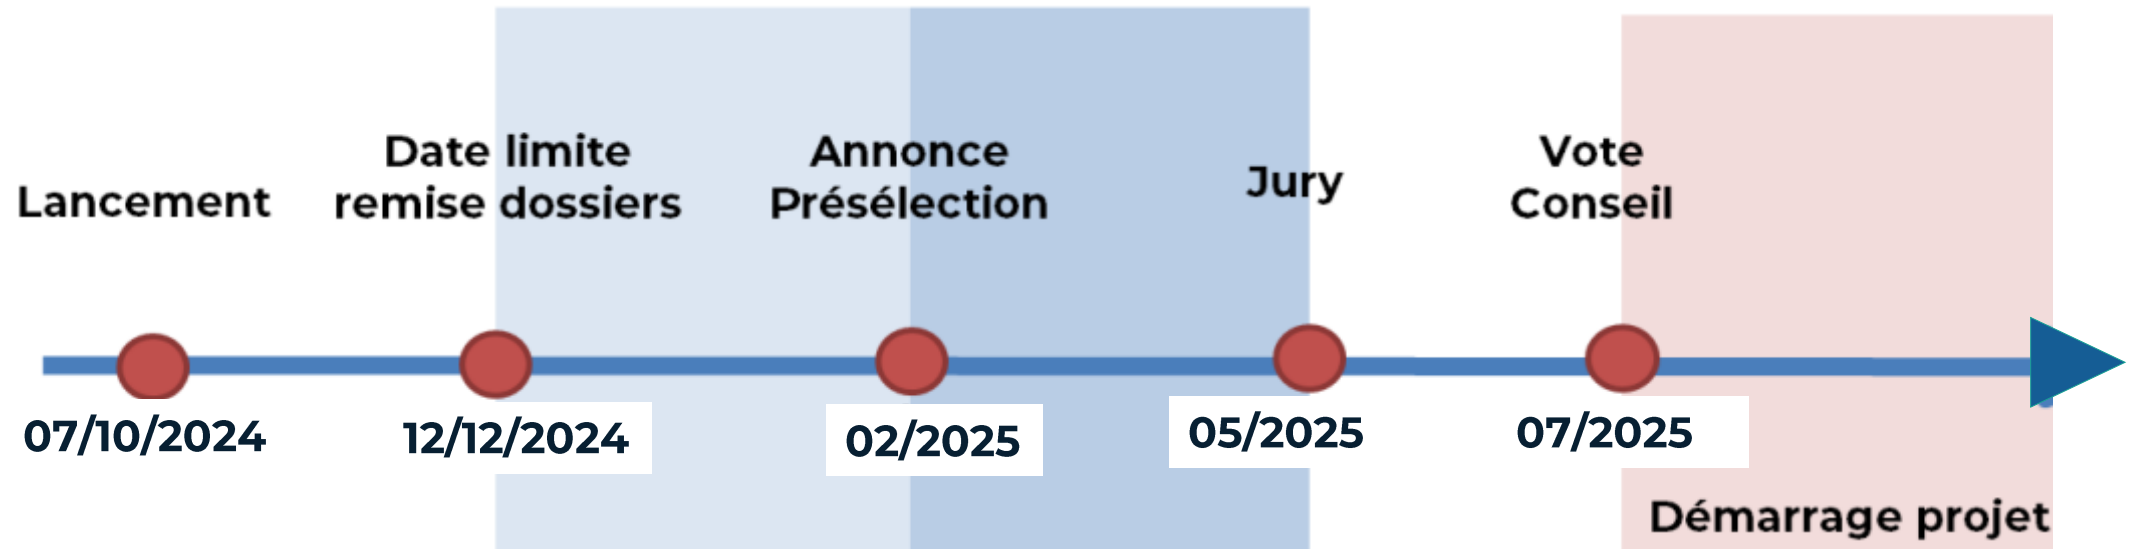 Lancement
Date limite
remise dossiers
Annonce
Présélection
Jury
Vote
Conseil
07/10/2024
12/12/2024
02/2025
05/2025
07/2025
Démarrage projet